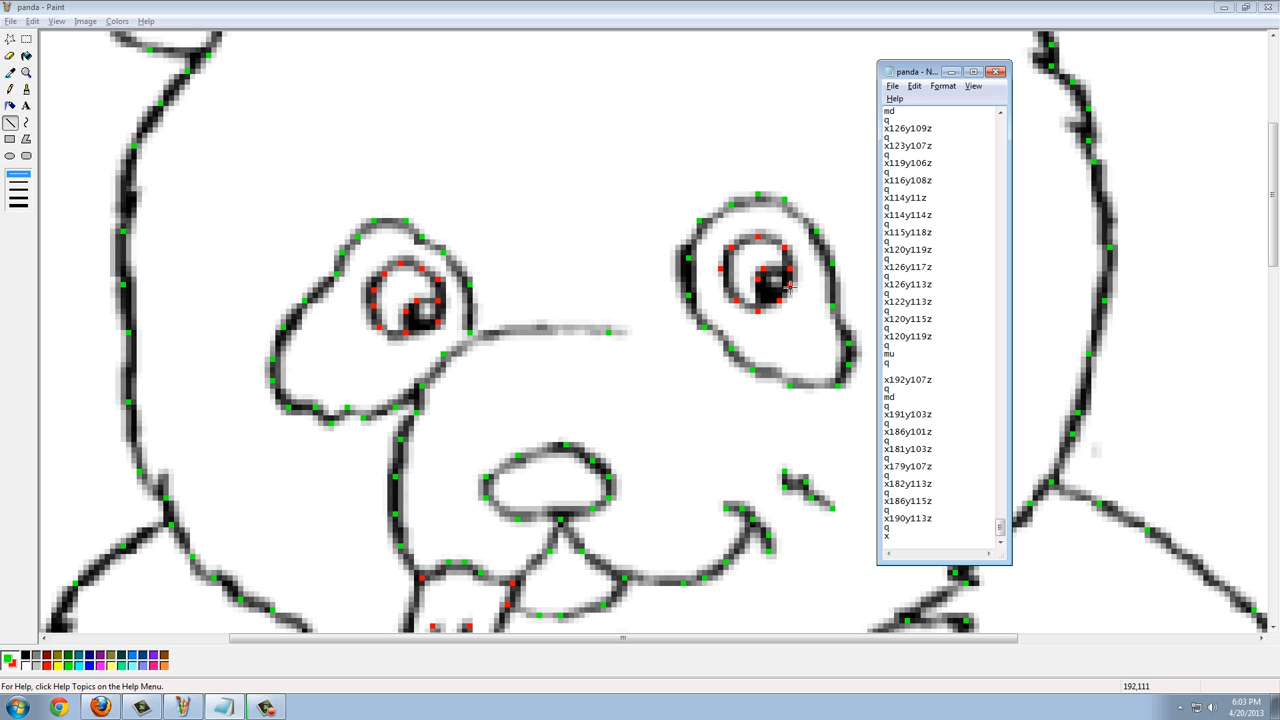 panda - Paint
File Edit View Image Colors Help
panda - N...
File Edit Format View
Help
md
q
x126y109z
q
x123y107z
q
x119y106z
q
x116y108z
q
x114y11z
q
x114y114z
q
x115y118z
q
x120y119z
q
x126y117z
q
x126y113z
q
x122y113z
q
x120y115z
q
x120y119z
q
mu
q
x192y107z
q
md
q
x191y103z
q
x186y101z
q
x181y103z
q
x179y107z
q
x182y113z
q
x186y115z
q
x190y113z
q
x
For Help, click Help Topics on the Help Menu.
192,111
6:03 PM
4/20/2013